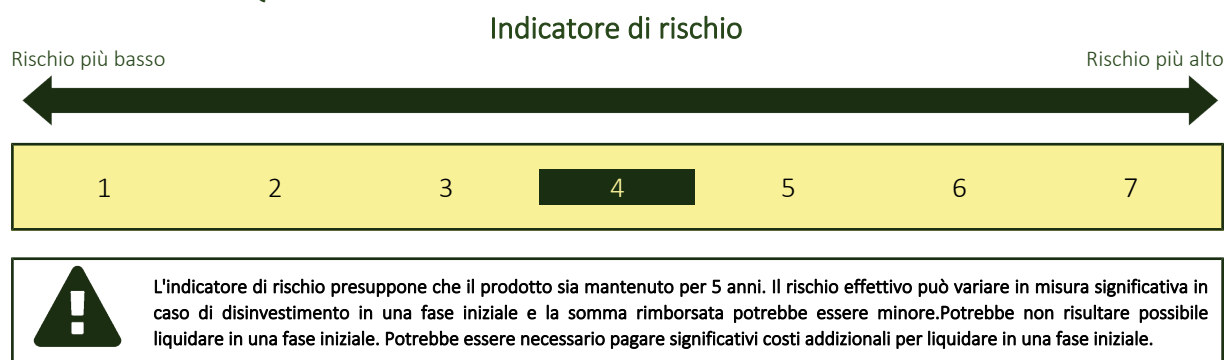 Indicatore di rischio
Rischio più basso
Rischio più alto
1 2 3 4 5 6 7
L'indicatore di rischio presuppone che il prodotto sia mantenuto per 5 anni. Il rischio effettivo può variare in misura significativa in
caso di disinvestimento in una fase iniziale e la somma rimborsata potrebbe essere minore.Potrebbe non risultare possibile
liquidare in una fase iniziale. Potrebbe essere necessario pagare significativi costi addizionali per liquidare in una fase iniziale.